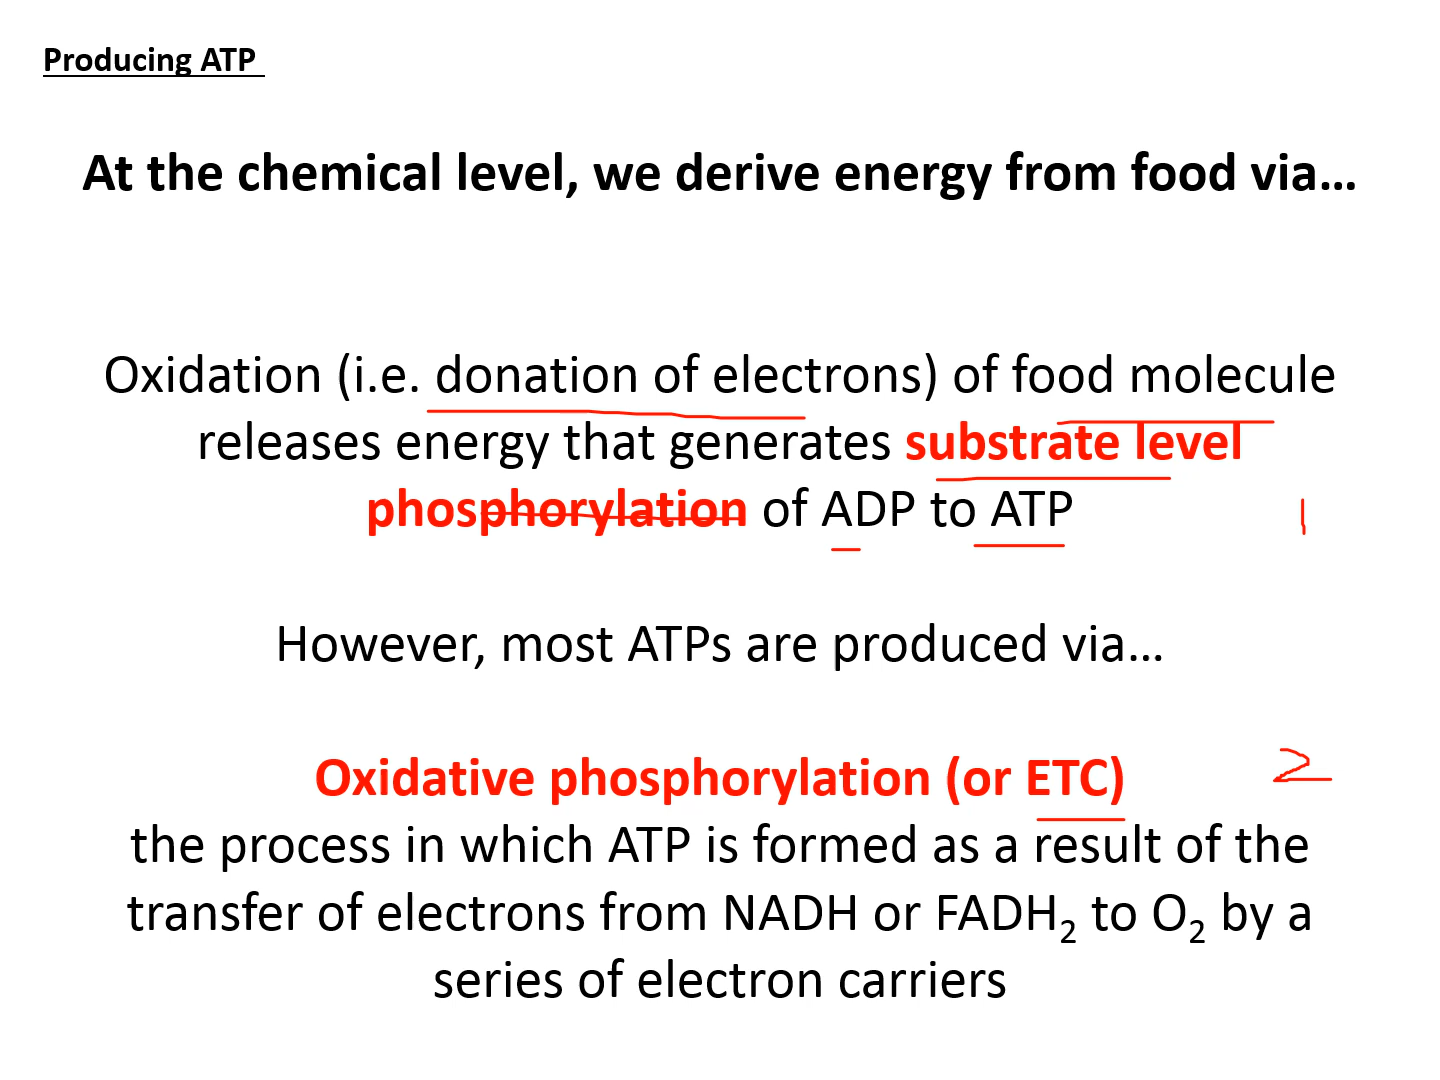 Producing ATP
At the chemical level, we derive energy from food via...
Oxidation (i.e. donation of electrons) of food molecule
releases energy that generates substrate level
phosphorylation of ADP to ATP
1
However, most ATPs are produced via...
Oxidative phosphorylation (or ETC)
2
the process in which ATP is formed as a result of the
transfer of electrons from NADH or FADH₂ to O₂ by a
series of electron carriers